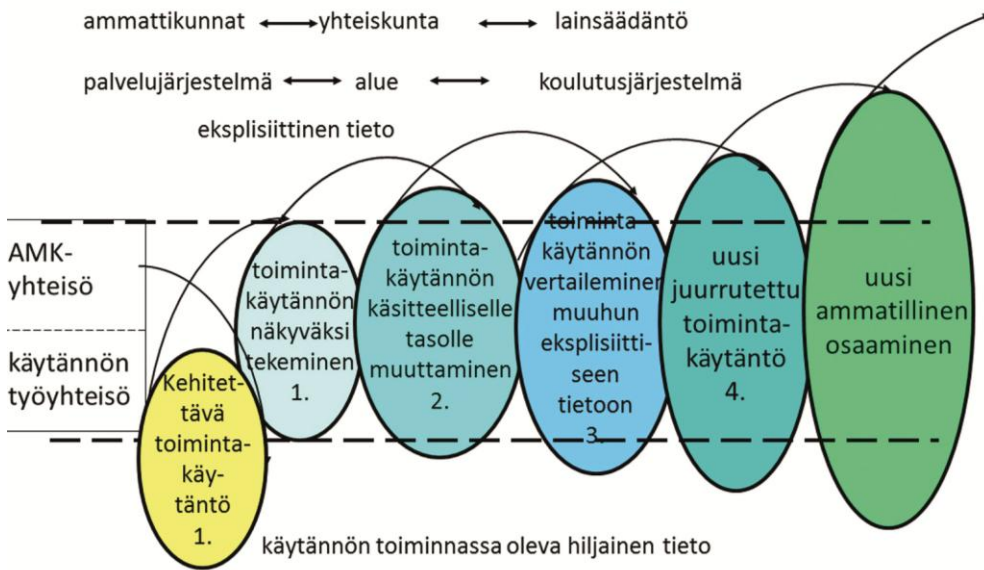 ammattikunnat yhteiskunta lainsäädäntö
palvelujärjestelmä alue koulutusjärjestelmä
eksplisiittinen tieto
AMK-
yhteisö
käytännön
työyhteisö
Kehitet-
tävä
toiminta-
käy-
täntö
1.
toiminta-
käytännön
näkyväksi
tekeminen
1.
toiminta-
käytännön
käsitteelliselle
tasolle
muuttaminen
2.
toiminta-
käytännön
vertaileminen
muuhun
eksplisiitti-
seen
tietoon
3.
uusi
juurrutettu
toiminta-
käytäntö
4.
uusi
ammatillinen
osaaminen
käytännön toiminnassa oleva hiljainen tieto